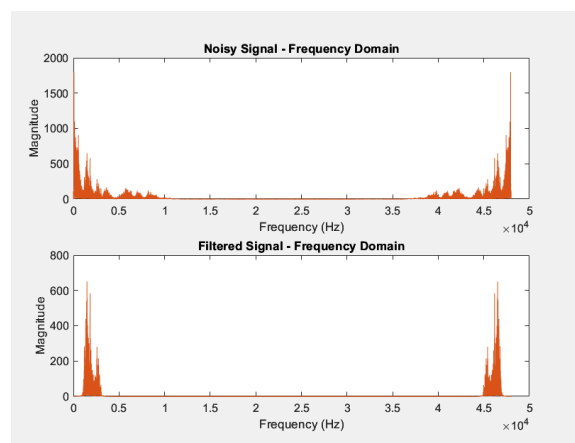 Noisy Signal - Frequency Domain
2000
1500
1000
500
0
Magnitude
0 0.5 1 1.5 2 2.5 3 3.5 4 4.5 5
Frequency (Hz)
×10⁴
Filtered Signal - Frequency Domain
800
600
400
200
0
Magnitude
0 0.5 1 1.5 2 2.5 3 3.5 4 4.5 5
Frequency (Hz)
×10⁴